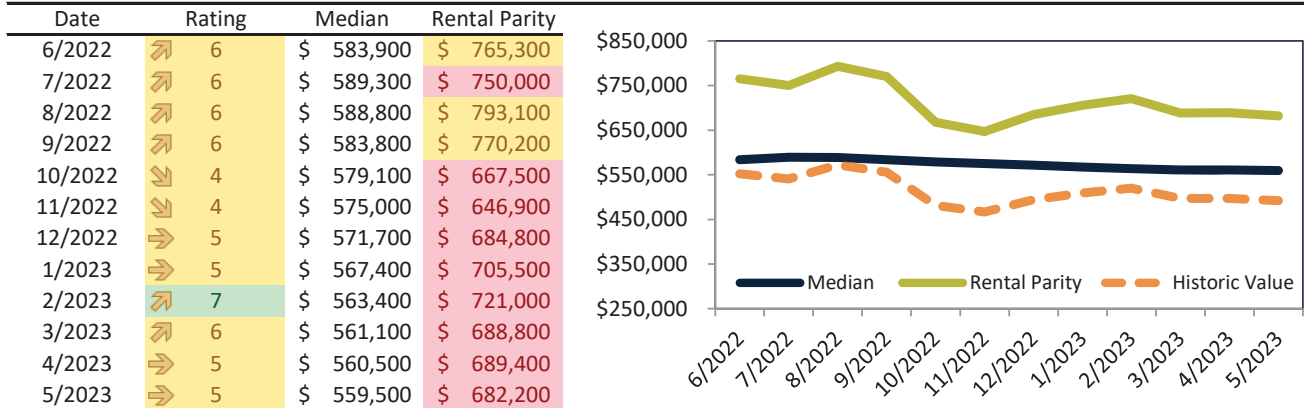 Date Rating Median Rental Parity
6/2022 6 $ 583,900 $ 765,300
7/2022 6 $ 589,300 $ 750,000
8/2022 6 $ 588,800 $ 793,100
9/2022 6 $ 583,800 $ 770,200
10/2022 4 $ 579,100 $ 667,500
11/2022 4 $ 575,000 $ 646,900
12/2022 5 $ 571,700 $ 684,800
1/2023 5 $ 567,400 $ 705,500
2/2023 7 $ 563,400 $ 721,000
3/2023 6 $ 561,100 $ 688,800
4/2023 5 $ 560,500 $ 689,400
5/2023 5 $ 559,500 $ 682,200
$850,000
$750,000
$650,000
$550,000
$450,000
$350,000
$250,000
Median Rental Parity Historic Value
6/2022 7/2022 8/2022 9/2022 10/2022 11/2022 12/2022 1/2023 2/2023 3/2023 4/2023 5/2023